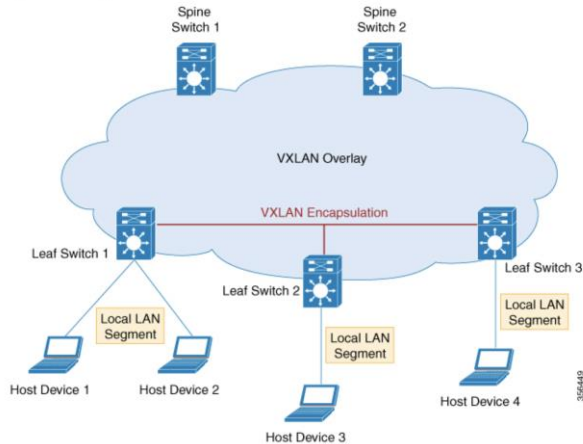 Spine
Switch 1
Spine
Switch 2
VXLAN Overlay
VXLAN Encapsulation
Leaf Switch 1
Leaf Switch 2
Leaf Switch 3
Local LAN
Segment
Local LAN
Segment
Local LAN
Segment
Host Device 1
Host Device 2
Host Device 3
Host Device 4
356449